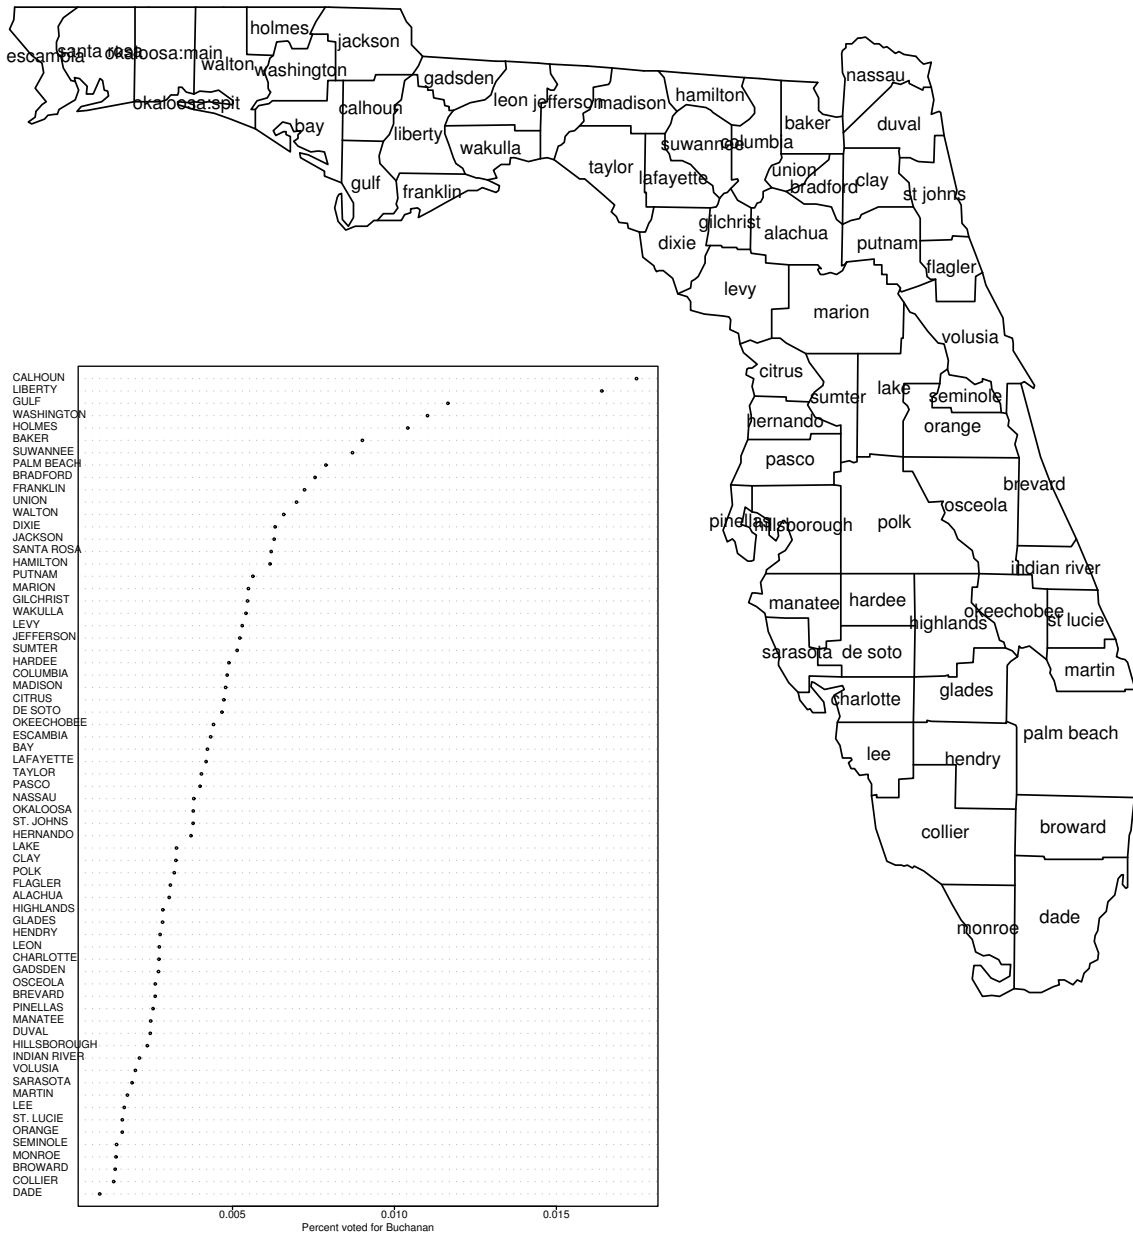 holmes
jackson
escambia
santa rosa
okaloosa:main
walton
washington
gadsden
nassau
okaloosa:spit
calhoun
leon
jefferson
madison
hamilton
bay
liberty
baker
duval
wakulla
suwannee
columbia
gulf
franklin
taylor
lafayette
union
bradford
clay
st johns
gilchrist
dixie
alachua
putnam
flagler
levy
marion
volusia
citrus
sumter
lake
seminole
hernando
orange
pasco
brevard
osceola
pinellas
hillsborough
polk
indian river
manatee
hardee
highlands
okeechobee
st lucie
sarasota
de soto
martin
charlotte
glades
palm beach
lee
hendry
collier
broward
monroe
dade
CALHOUN
LIBERTY
GULF
WASHINGTON
HOLMES
BAKER
SUWANNEE
PALM BEACH
BRADFORD
FRANKLIN
UNION
WALTON
DIXIE
JACKSON
SANTA ROSA
HAMILTON
PUTNAM
MARION
GILCHRIST
WAKULLA
LEVY
JEFFERSON
SUMTER
HARDEE
COLUMBIA
MADISON
CITRUS
DE SOTO
OKEECHOBEE
ESCAMBIA
BAY
LAFAYETTE
TAYLOR
PASCO
NASSAU
OKALOOSA
ST. JOHNS
HERNANDO
LAKE
CLAY
POLK
FLAGLER
ALACHUA
HIGHLANDS
GLADES
HENDRY
LEON
CHARLOTTE
GADSDEN
OSCEOLA
BREVARD
PINELLAS
MANATEE
DUVAL
HILLSBOROUGH
INDIAN RIVER
VOLUSIA
SARASOTA
MARTIN
LEE
ST. LUCIE
ORANGE
SEMINOLE
MONROE
BROWARD
COLLIER
DADE
0.005 0.010 0.015
Percent voted for Buchanan